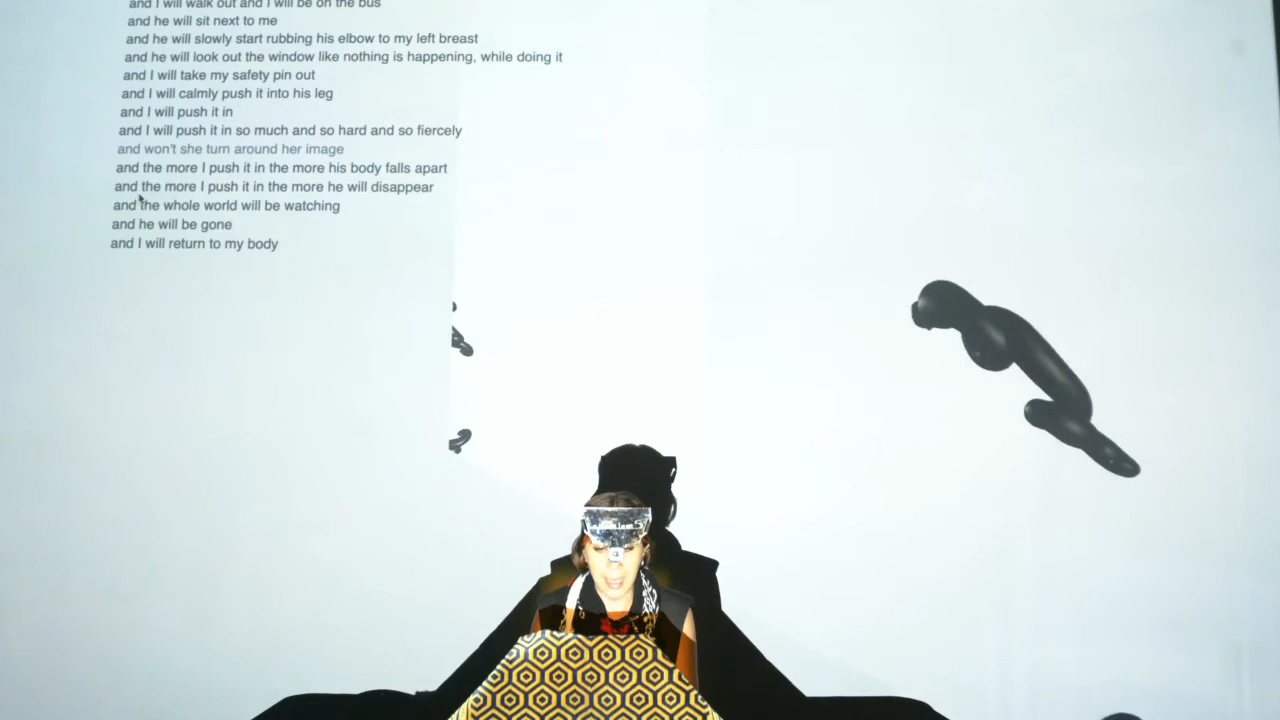 and I will walk out and I will be on the bus
and he will sit next to me
and he will slowly start rubbing his elbow to my left breast
and he will look out the window like nothing is happening, while doing it
and I will take my safety pin out
and I will calmly push it into his leg
and I will push it in
and I will push it in so much and so hard and so fiercely
and won't she turn around her image
and the more I push it in the more his body falls apart
and the more I push it in the more he will disappear
and the whole world will be watching
and he will be gone
and I will return to my body